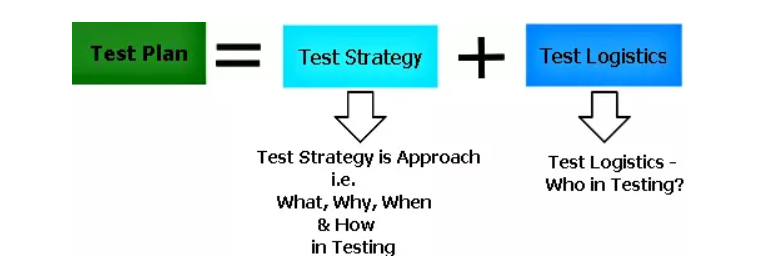 Test Plan = Test Strategy + Test Logistics
Test Strategy is Approach
i.e.
What, Why, When
& How
in Testing
Test Logistics -
Who in Testing?